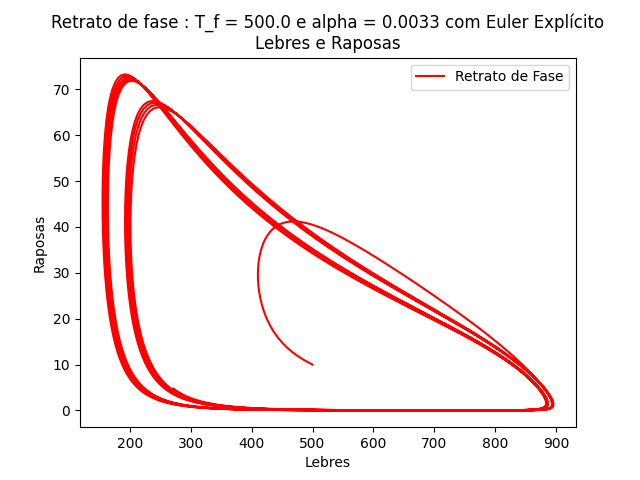 Retrato de fase : T_f = 500.0 e alpha = 0.0033 com Euler Explícito
Lebres e Raposas
Retrato de Fase
70
60
50
40
30
20
10
0
Raposas
200 300 400 500 600 700 800 900
Lebres